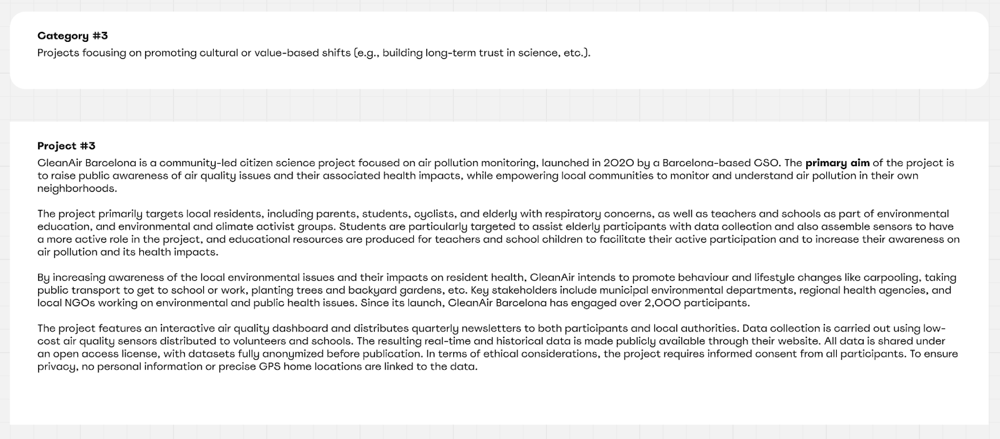 Category #3
Projects focusing on promoting cultural or value-based shifts (e.g., building long-term trust in science, etc.).
Project #3
CleanAir Barcelona is a community-led citizen science project focused on air pollution monitoring, launched in 2020 by a Barcelona-based CSO. The primary aim of the project is
to raise public awareness of air quality issues and their associated health impacts, while empowering local communities to monitor and understand air pollution in their own
neighborhoods.
The project primarily targets local residents, including parents, students, cyclists, and elderly with respiratory concerns, as well as teachers and schools as part of environmental
education, and environmental and climate activist groups. Students are particularly targeted to assist elderly participants with data collection and also assemble sensors to have
a more active role in the project, and educational resources are produced for teachers and school children to facilitate their active participation and to increase their awareness on
air pollution and its health impacts.
By increasing awareness of the local environmental issues and their impacts on resident health, CleanAir intends to promote behaviour and lifestyle changes like carpooling, taking
public transport to get to school or work, planting trees and backyard gardens, etc. Key stakeholders include municipal environmental departments, regional health agencies, and
local NGOs working on environmental and public health issues. Since its launch, CleanAir Barcelona has engaged over 2,000 participants.
The project features an interactive air quality dashboard and distributes quarterly newsletters to both participants and local authorities. Data collection is carried out using low-
cost air quality sensors distributed to volunteers and schools. The resulting real-time and historical data is made publicly available through their website. All data is shared under
an open access license, with datasets fully anonymized before publication. In terms of ethical considerations, the project requires informed consent from all participants. To ensure
privacy, no personal information or precise GPS home locations are linked to the data.